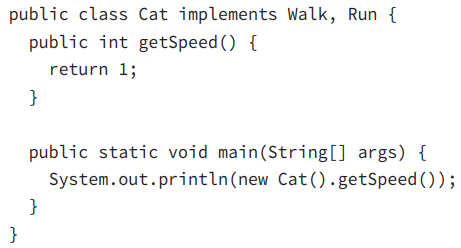 public class Cat implements Walk, Run {
  public int getSpeed() {
    return 1;
  }

  public static void main(String[] args) {
    System.out.println(new Cat().getSpeed());
  }
}